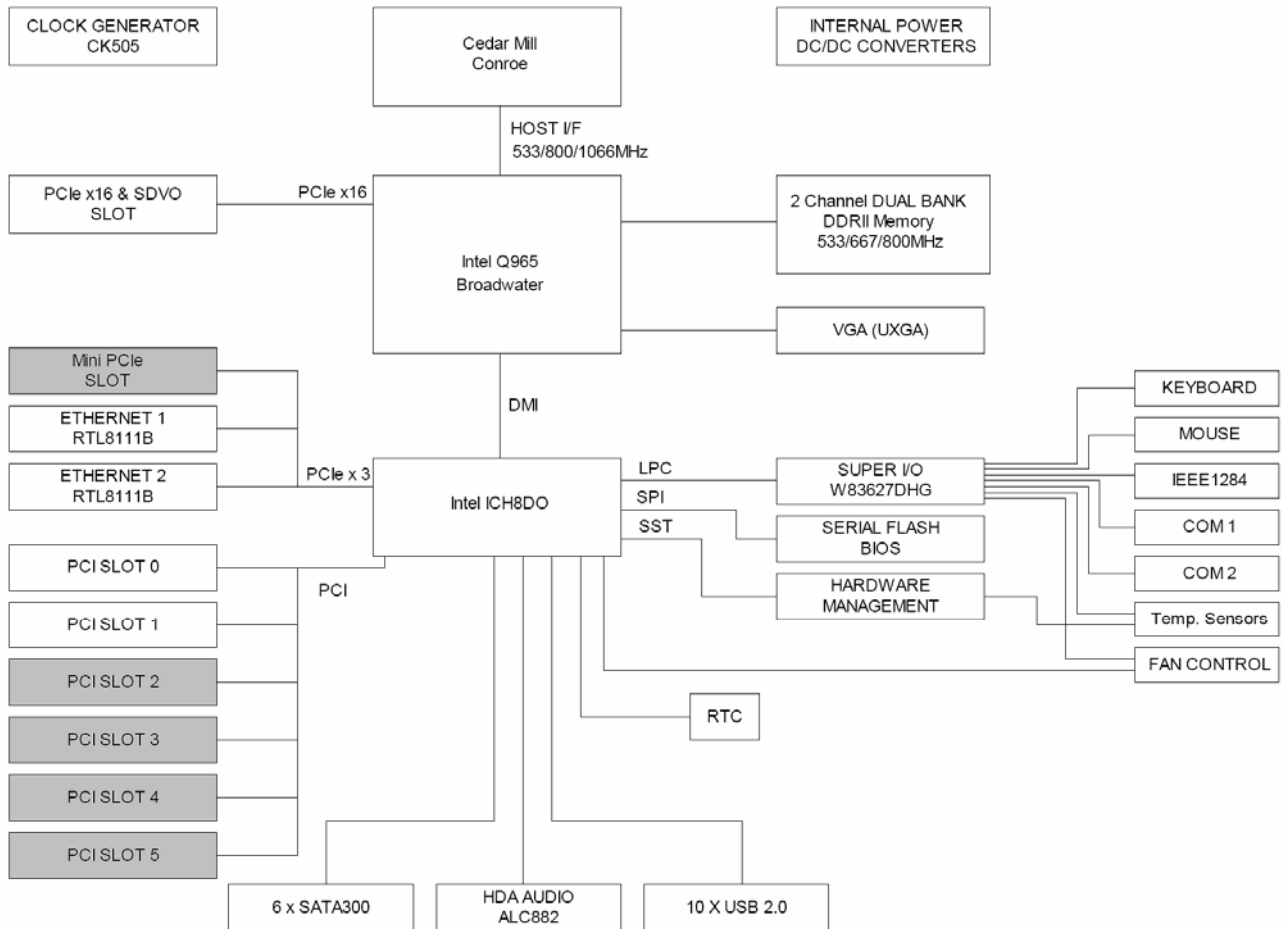 CLOCK GENERATOR
CK505
Cedar Mill
Conroe
INTERNAL POWER
DC/DC CONVERTERS
HOST I/F
533/800/1066MHz
PCIe x16 & SDVO
SLOT
PCIe x16
Intel Q965
Broadwater
2 Channel DUAL BANK
DDRII Memory
533/667/800MHz
VGA (UXGA)
Mini PCIe
SLOT
ETHERNET 1
RTL8111B
ETHERNET 2
RTL8111B
PCIe x 3
DMI
Intel ICH8DO
LPC
SPI
SST
SUPER I/O
W83627DHG
SERIAL FLASH
BIOS
HARDWARE
MANAGEMENT
KEYBOARD
MOUSE
IEEE1284
COM 1
COM 2
Temp. Sensors
FAN CONTROL
PCI SLOT 0
PCI
PCI SLOT 1
PCI SLOT 2
PCI SLOT 3
PCI SLOT 4
PCI SLOT 5
RTC
6 x SATA300
HDA AUDIO
ALC882
10 X USB 2.0